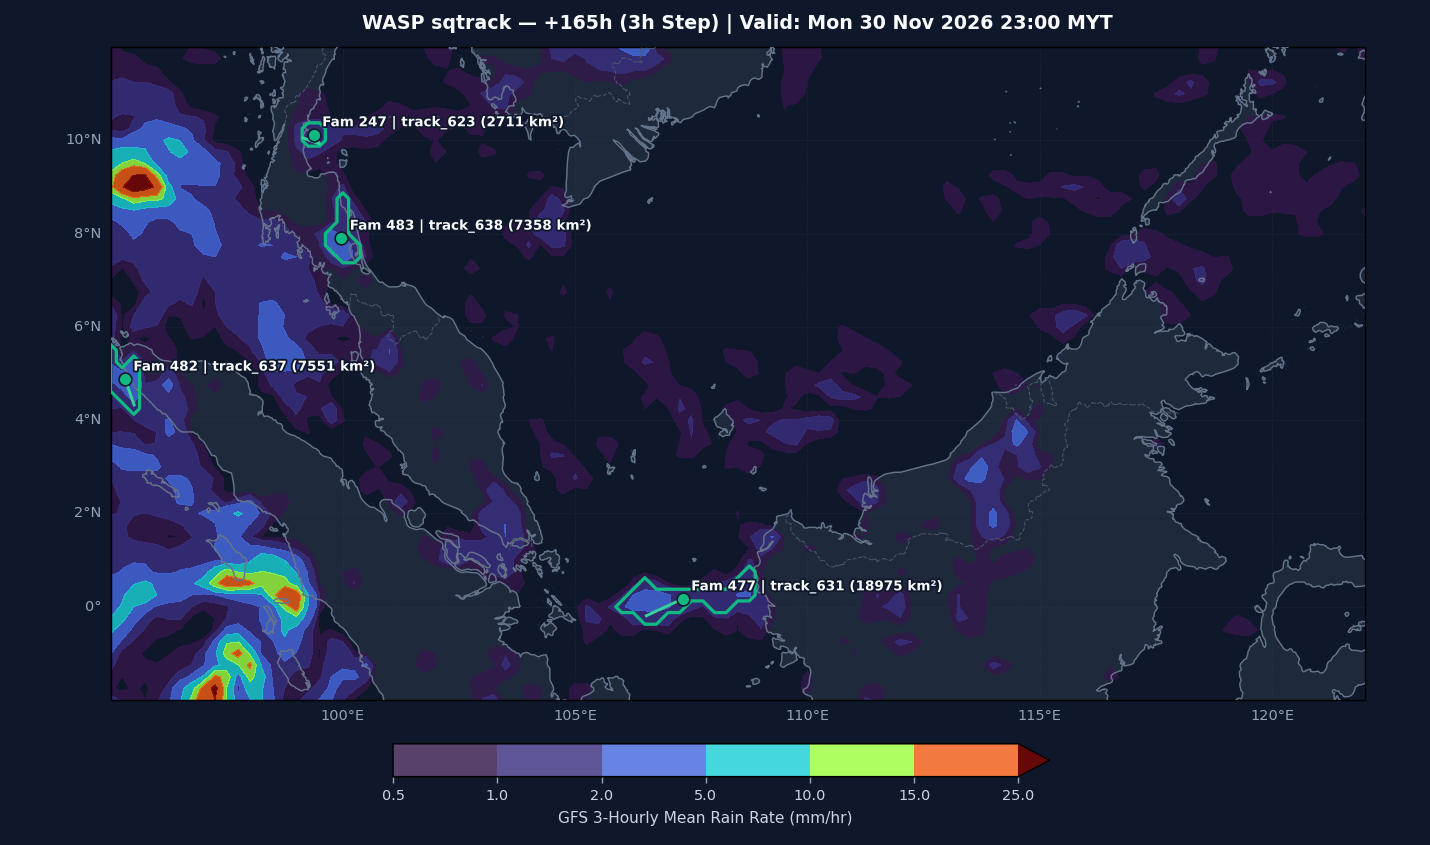 WASP sqtrack — +165h (3h Step) | Valid: Mon 30 Nov 2026 23:00 MYT
10°N
8°N
6°N
4°N
2°N
0°
Fam 247 | track_623 (2711 km²)
Fam 483 | track_638 (7358 km²)
Fam 482 | track_637 (7551 km²)
Fam 477 | track_631 (18975 km²)
100°E 105°E 110°E 115°E 120°E
0.5 1.0 2.0 5.0 10.0 15.0 25.0
GFS 3-Hourly Mean Rain Rate (mm/hr)